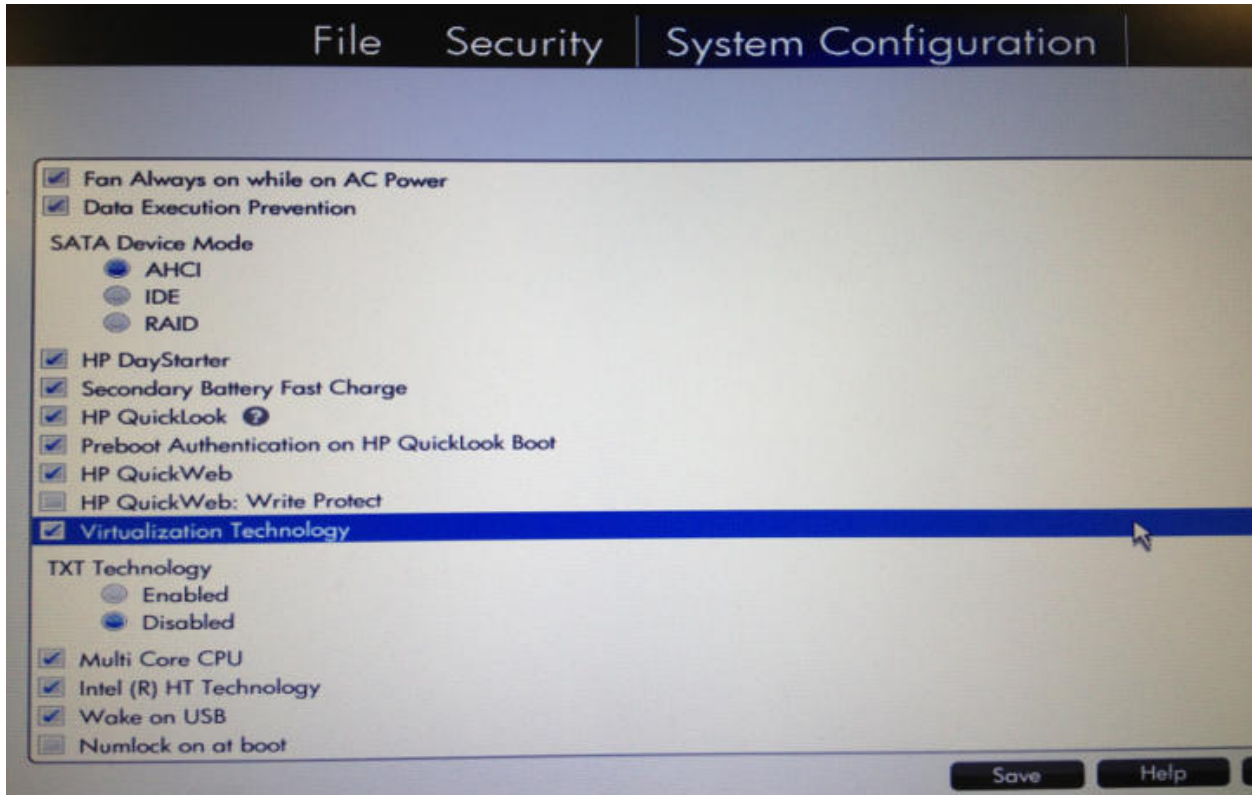 File Security System Configuration
Fan Always on while on AC Power
Data Execution Prevention
SATA Device Mode
AHCI
IDE
RAID
HP DayStarter
Secondary Battery Fast Charge
HP QuickLook ?
Preboot Authentication on HP QuickLook Boot
HP QuickWeb
HP QuickWeb: Write Protect
Virtualization Technology
TXT Technology
Enabled
Disabled
Multi Core CPU
Intel (R) HT Technology
Wake on USB
Numlock on at boot
Save Help